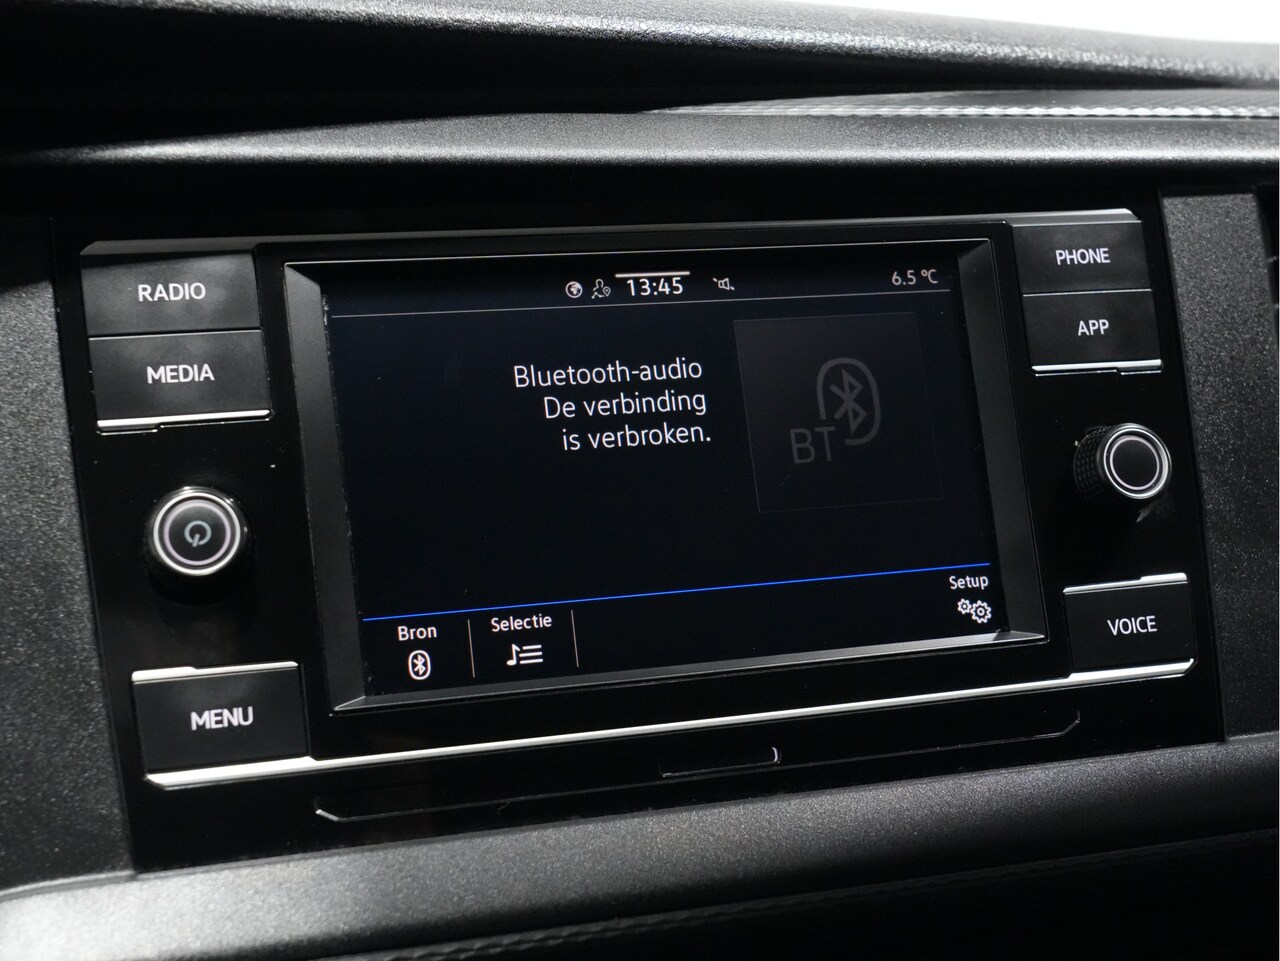 RADIO
MEDIA
MENU
13:45
6.5 °C
Bluetooth-audio
De verbinding
is verbroken.
BT
Bron
Selectie
Setup
PHONE
APP
VOICE